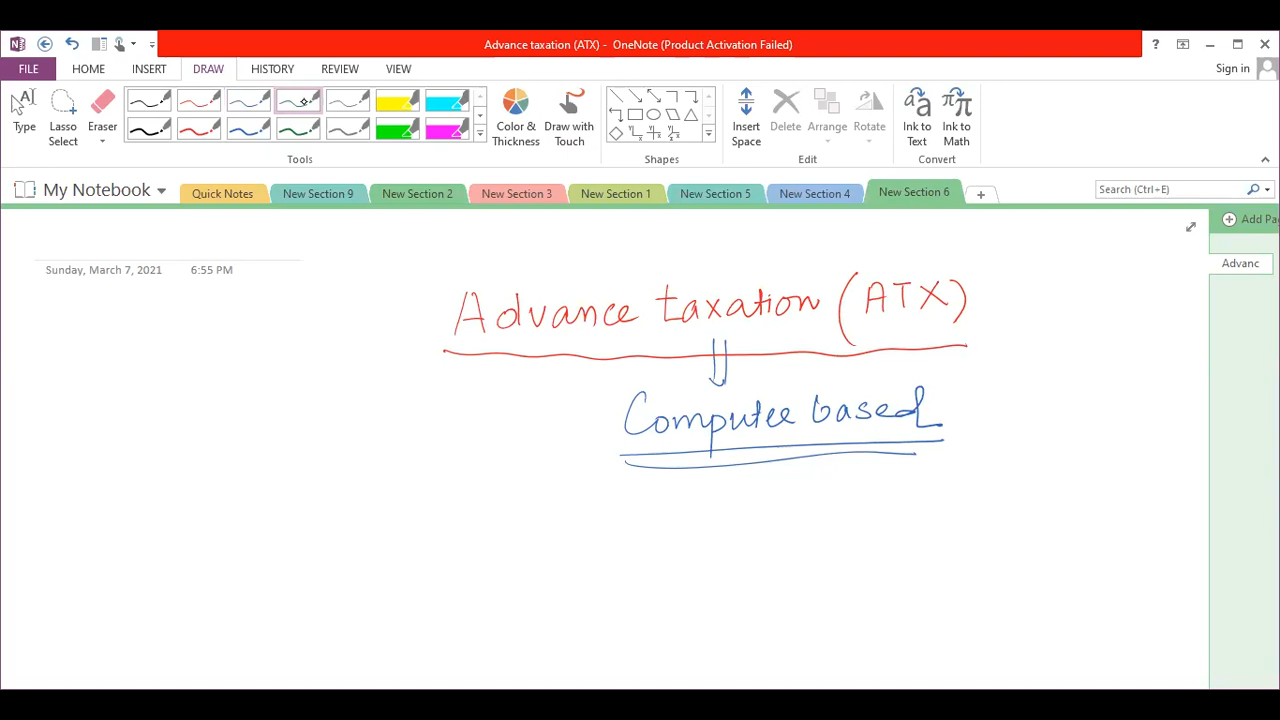 Advance taxation (ATX) - OneNote (Product Activation Failed)
?
FILE HOME INSERT DRAW HISTORY REVIEW VIEW Sign in
Type Lasso Select Eraser Color & Thickness Draw with Touch Insert Space Delete Arrange Rotate Ink to Text Ink to Math
Tools Shapes Edit Convert
My Notebook Quick Notes New Section 9 New Section 2 New Section 3 New Section 1 New Section 5 New Section 4 New Section 6 Search (Ctrl+E)
Add Pa
Advanc
Sunday, March 7, 2021 6:55 PM
Advance taxation (ATX)
Computer based